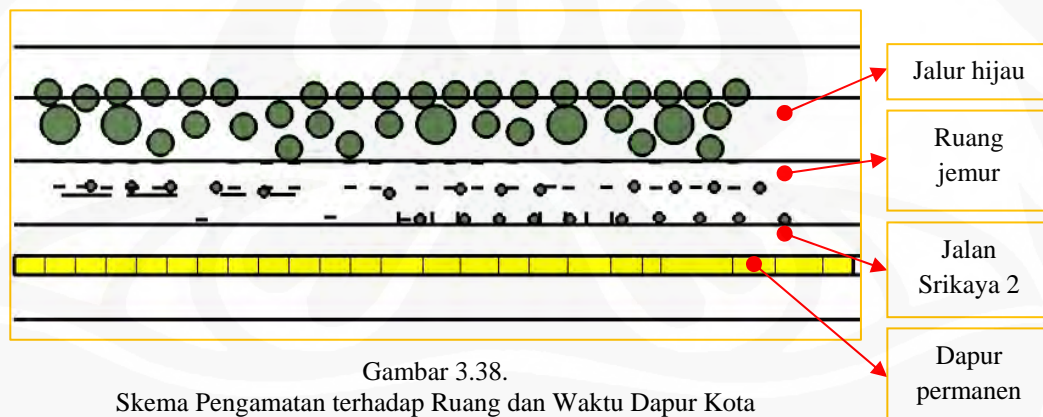 Jalur hijau
Ruang
jemur
Jalan
Srikaya 2
Dapur
permanen
Gambar 3.38.
Skema Pengamatan terhadap Ruang dan Waktu Dapur Kota